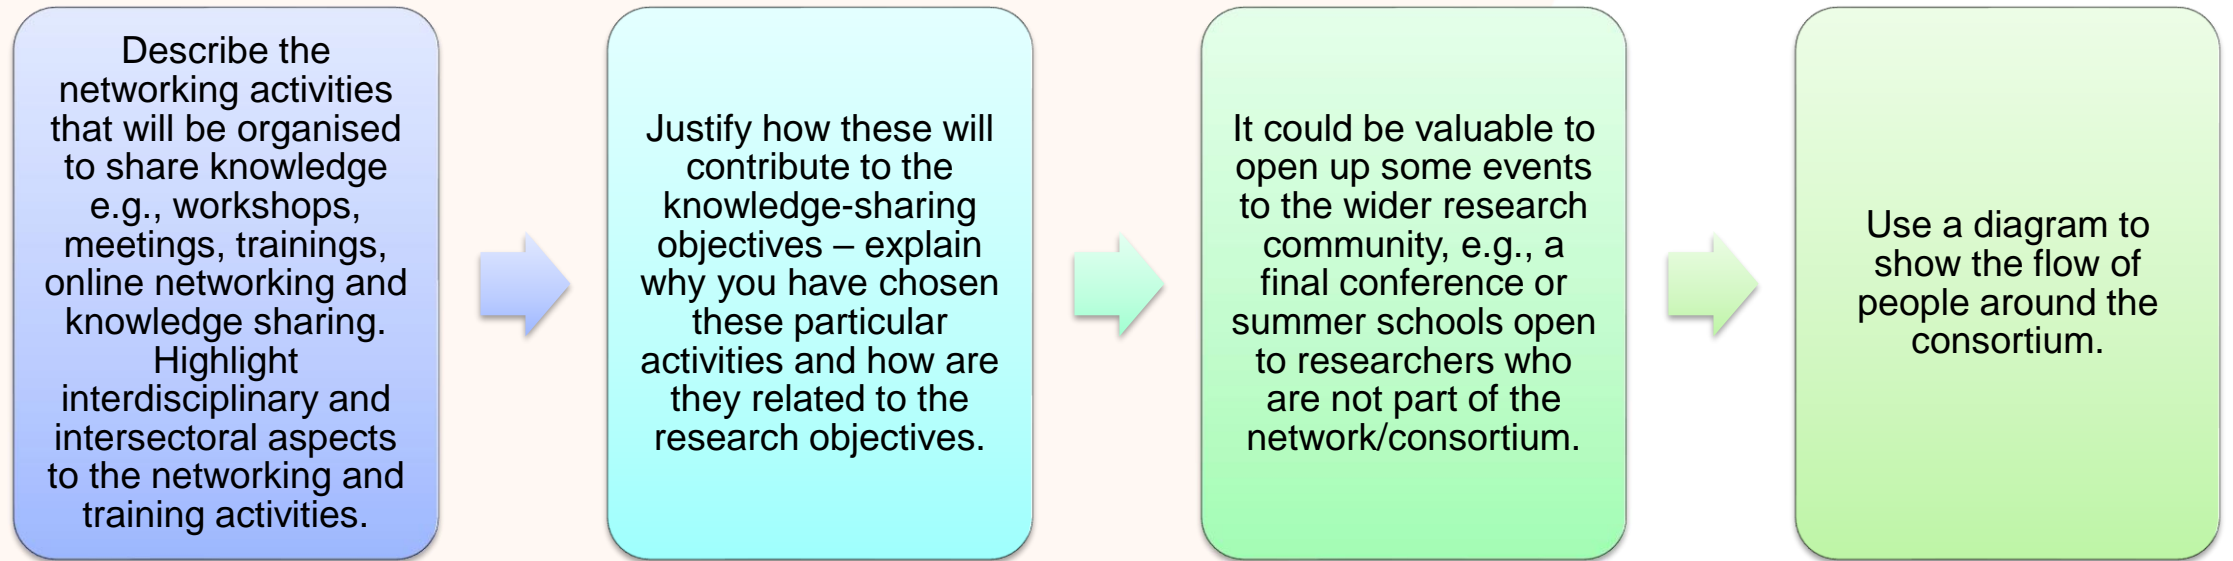 Describe the
networking activities
that will be organised
to share knowledge
e.g., workshops,
meetings, trainings,
online networking and
knowledge sharing.
Highlight
interdisciplinary and
intersectoral aspects
to the networking and
training activities.
Justify how these will
contribute to the
knowledge-sharing
objectives – explain
why you have chosen
these particular
activities and how are
they related to the
research objectives.
It could be valuable to
open up some events
to the wider research
community, e.g., a
final conference or
summer schools open
to researchers who
are not part of the
network/consortium.
Use a diagram to
show the flow of
people around the
consortium.